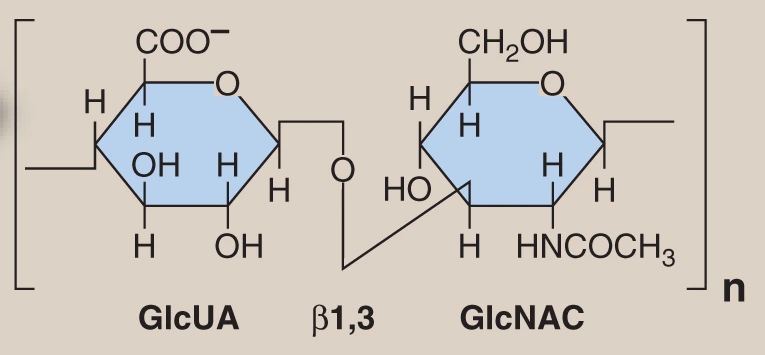 COO⁻ CH₂OH
H O H O
H H
OH H O HO H
H H
H OH H HNCOCH₃
n
GlcUA β1,3 GlcNAC